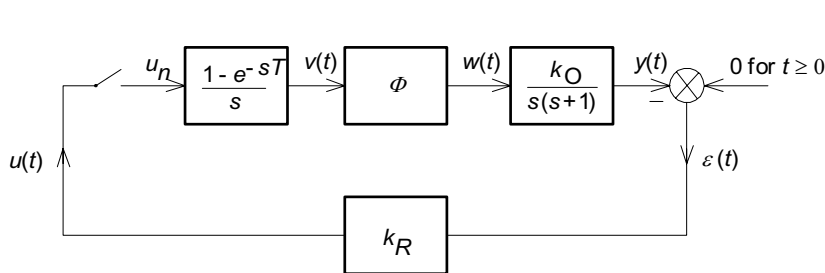 u_n
1 - e^{-sT}
s
v(t)
Φ
w(t)
k_O
s(s+1)
y(t)
0 for t ≥ 0
−
u(t)
ε(t)
k_R